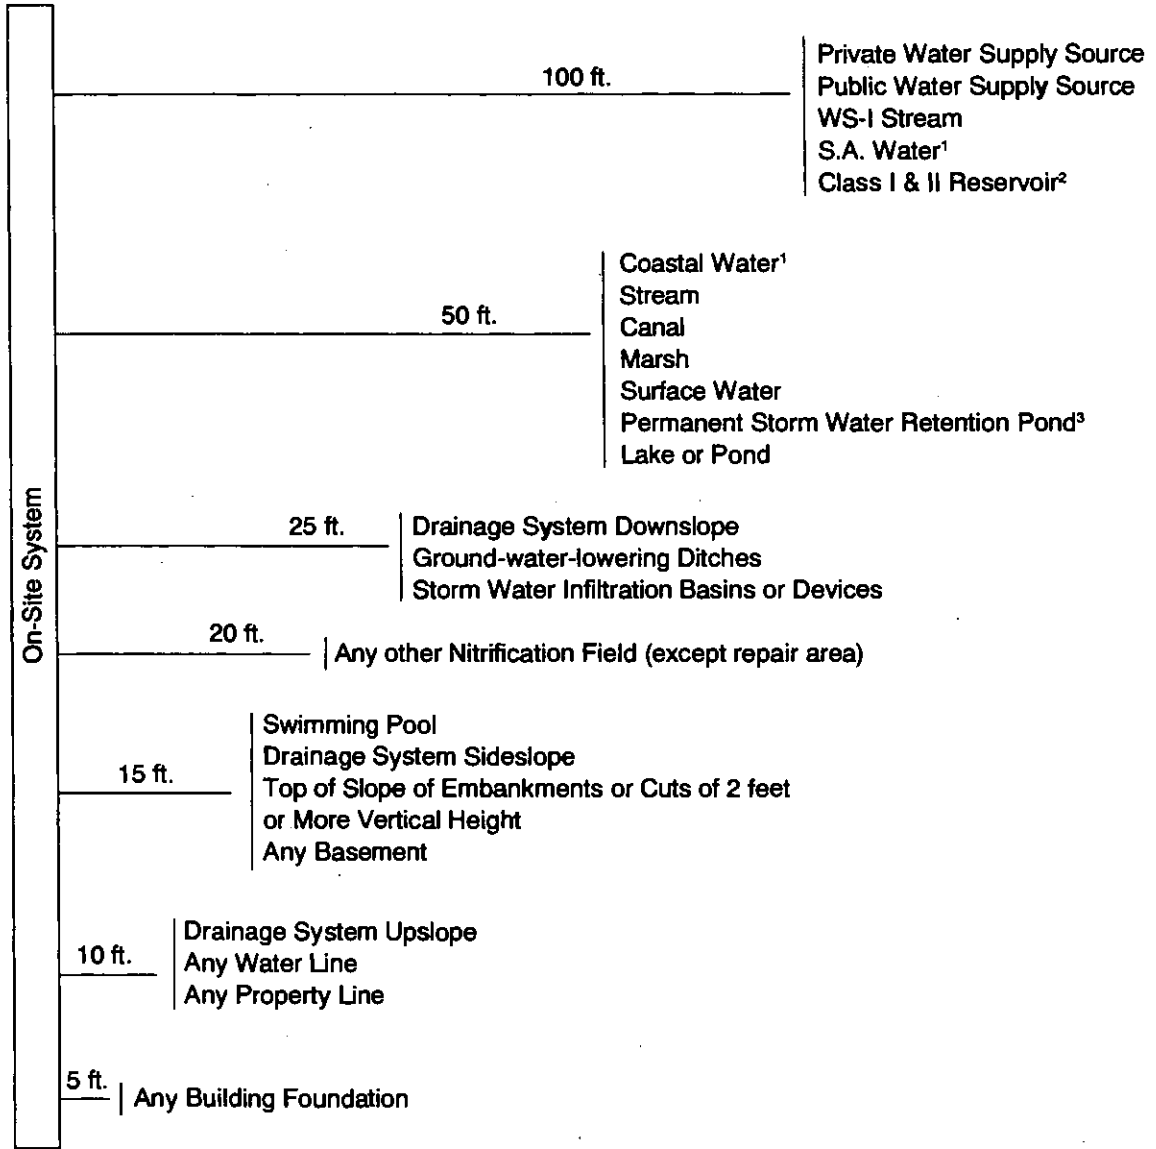 100 ft.
Private Water Supply Source
Public Water Supply Source
WS-I Stream
S.A. Water¹
Class I & II Reservoir²
50 ft.
Coastal Water¹
Stream
Canal
Marsh
Surface Water
Permanent Storm Water Retention Pond³
Lake or Pond
On-Site System
25 ft.
Drainage System Downslope
Ground-water-lowering Ditches
Storm Water Infiltration Basins or Devices
20 ft.
Any other Nitrification Field (except repair area)
15 ft.
Swimming Pool
Drainage System Sideslope
Top of Slope of Embankments or Cuts of 2 feet
or More Vertical Height
Any Basement
10 ft.
Drainage System Upslope
Any Water Line
Any Property Line
5 ft.
Any Building Foundation